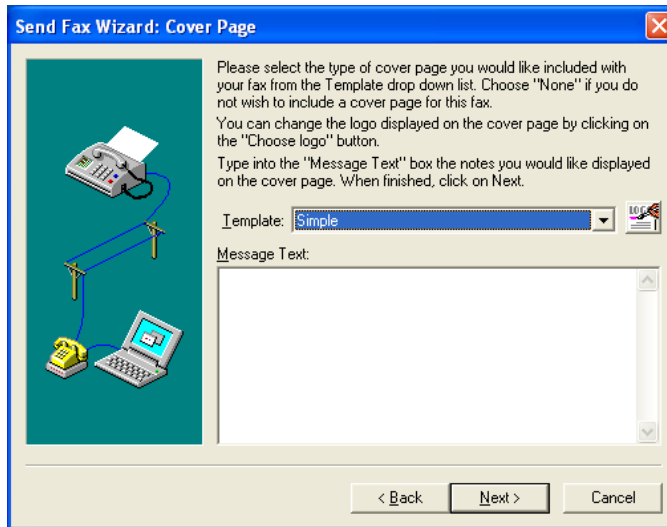 Send Fax Wizard: Cover Page
Please select the type of cover page you would like included with
your fax from the Template drop down list. Choose "None" if you do
not wish to include a cover page for this fax.
You can change the logo displayed on the cover page by clicking on
the "Choose logo" button.
Type into the "Message Text" box the notes you would like displayed
on the cover page. When finished, click on Next.
Template: Simple
LOGO
Message Text:
< Back Next > Cancel